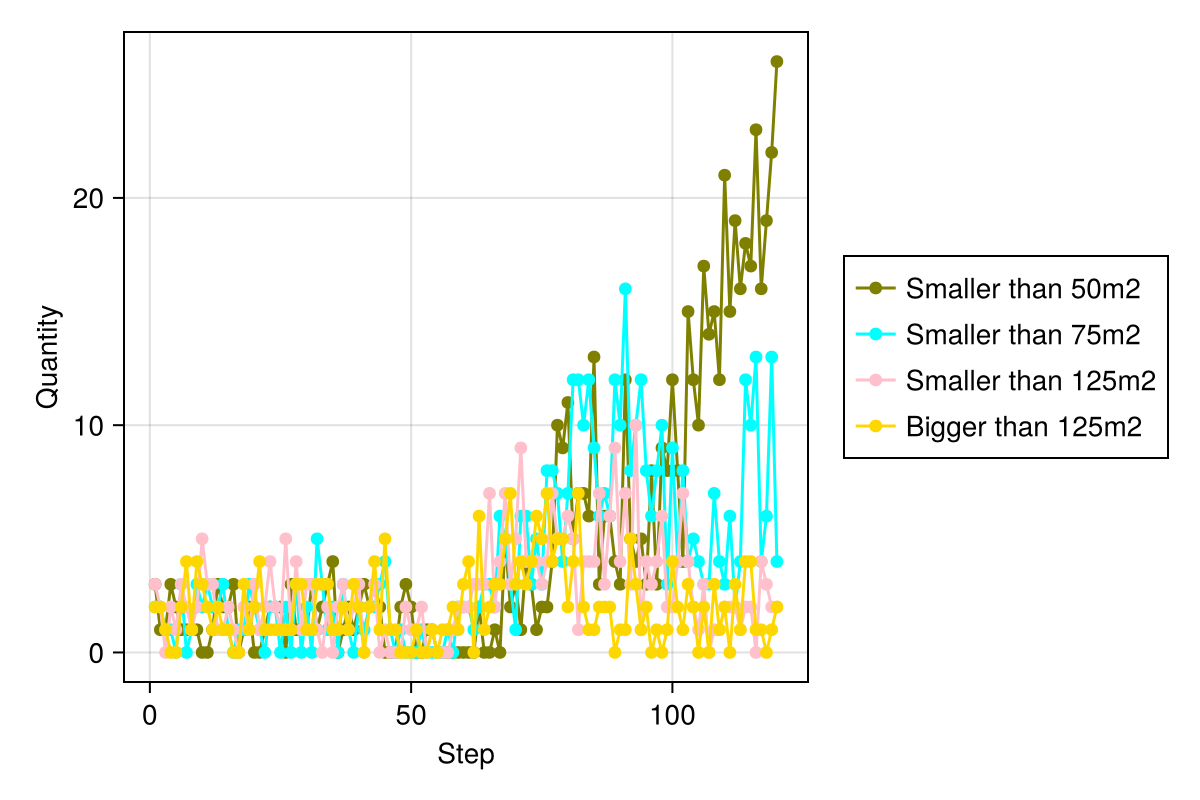 20
10
0
Quantity
0
50
100
Step
Smaller than 50m2
Smaller than 75m2
Smaller than 125m2
Bigger than 125m2